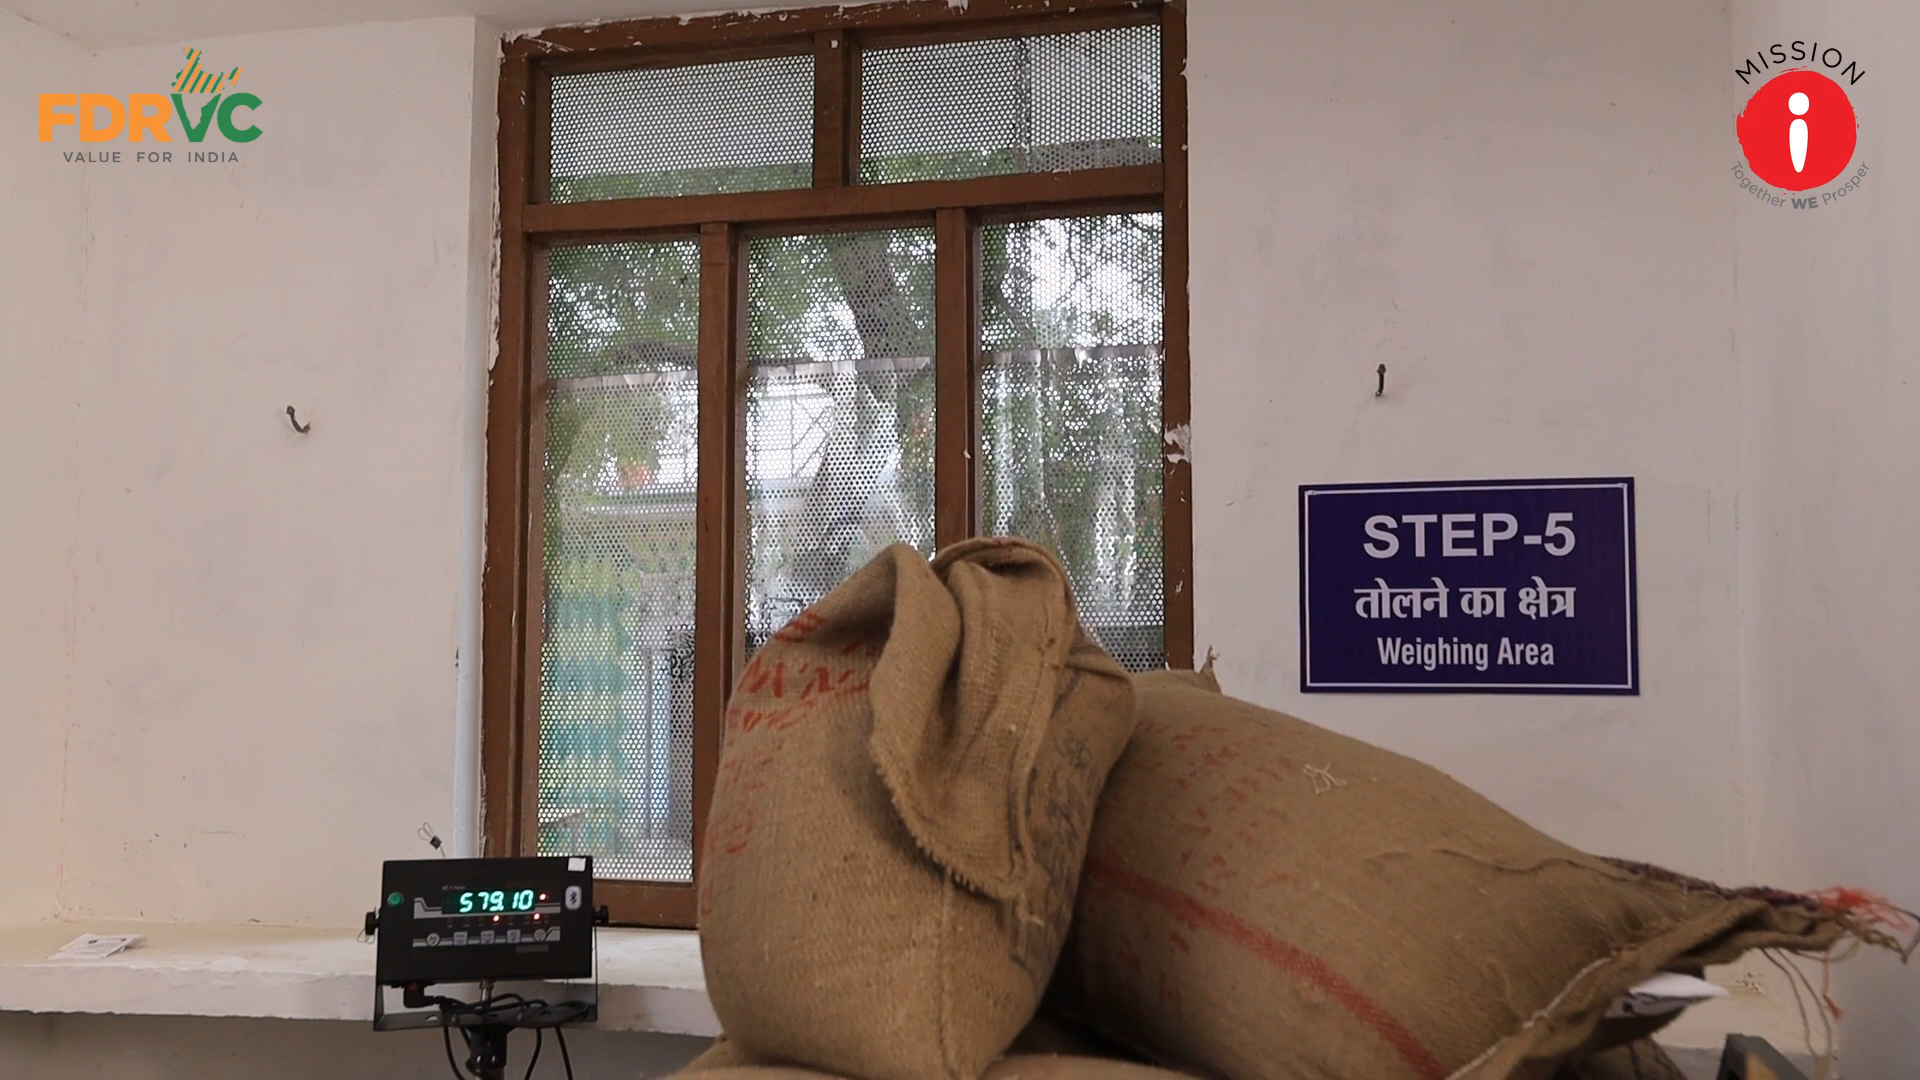 FDRVC
VALUE FOR INDIA
MISSION
i
Together WE Prosper
STEP-5
तोलने का क्षेत्र
Weighing Area
579.10